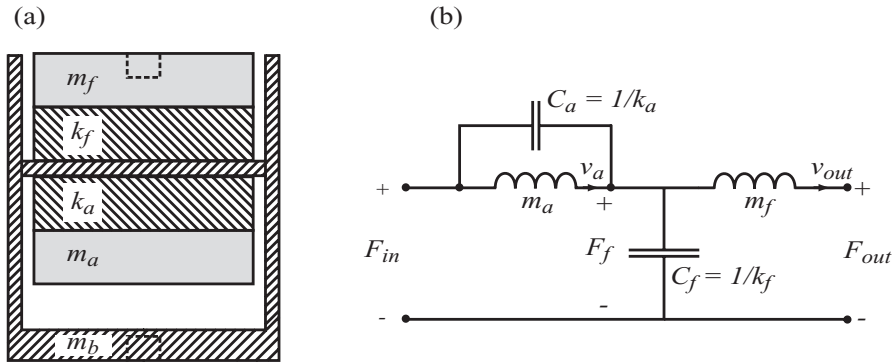 (a)
m_f
k_f
k_a
m_a
m_b
(b)
C_a = 1/k_a
+
v_a
m_a
+
m_f
v_out
+
F_in
F_f
C_f = 1/k_f
F_out
-
-
-